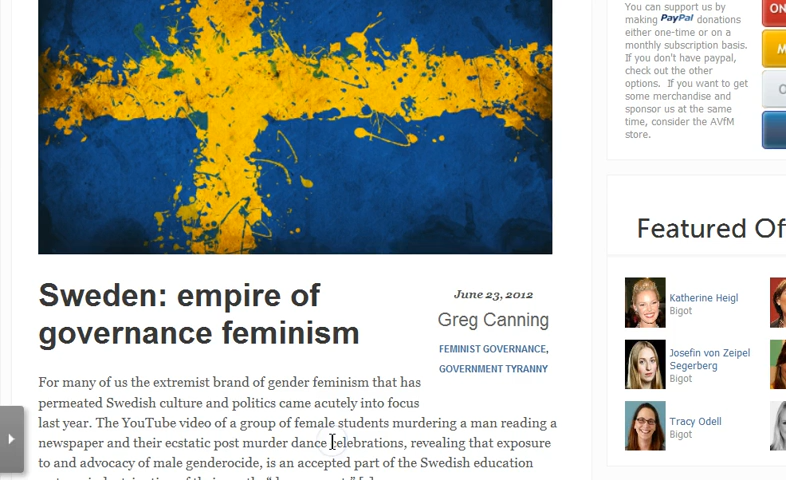 You can support us by
making PayPal donations
either one-time or on a
monthly subscription basis.
If you don't have paypal,
check out the other
options. If you want to get
some merchandise and
sponsor us at the same
time, consider the AVfM
store.
ON
M
Featured Of
Katherine Heigl
Bigot
Josefin von Zeipel
Segerberg
Bigot
Tracy Odell
Bigot
Sweden: empire of
governance feminism
June 23, 2012
Greg Canning
FEMINIST GOVERNANCE,
GOVERNMENT TYRANNY
For many of us the extremist brand of gender feminism that has
permeated Swedish culture and politics came acutely into focus
last year. The YouTube video of a group of female students murdering a man reading a
newspaper and their ecstatic post murder dance celebrations, revealing that exposure
to and advocacy of male genderocide, is an accepted part of the Swedish education